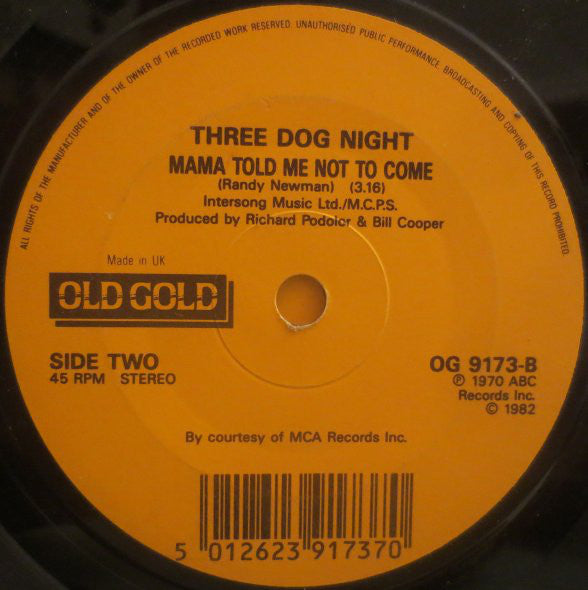 ALL RIGHTS OF THE MANUFACTURER AND OF THE OWNER OF THE RECORDED WORK RESERVED. UNAUTHORISED PUBLIC PERFORMANCE, BROADCASTING AND COPYING OF THIS RECORD PROHIBITED.
THREE DOG NIGHT
MAMA TOLD ME NOT TO COME
(Randy Newman) (3.16)
Intersong Music Ltd./M.C.P.S.
Produced by Richard Podolor & Bill Cooper
Made in UK
OLD GOLD
SIDE TWO
45 RPM STEREO
OG 9173-B
℗ 1970 ABC
Records Inc.
© 1982
By courtesy of MCA Records Inc.
5 012623 917370